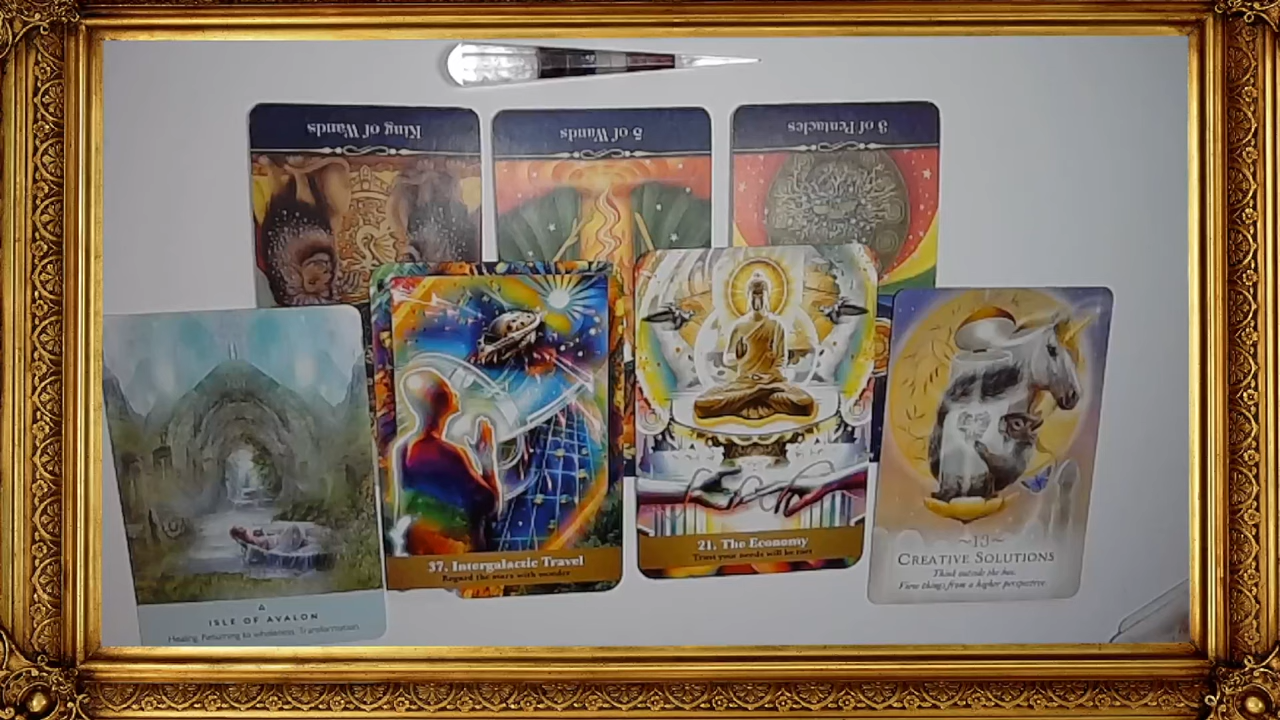 King of Wands
5 of Wands
3 of Pentacles
37. Intergalactic Travel
Regard the stars with wonder
21. The Economy
Trust your needs will be met
~13~
CREATIVE SOLUTIONS
Think outside the box.
View things from a higher perspective.
ISLE OF AVALON
Healing. Returning to wholeness. Transformation.